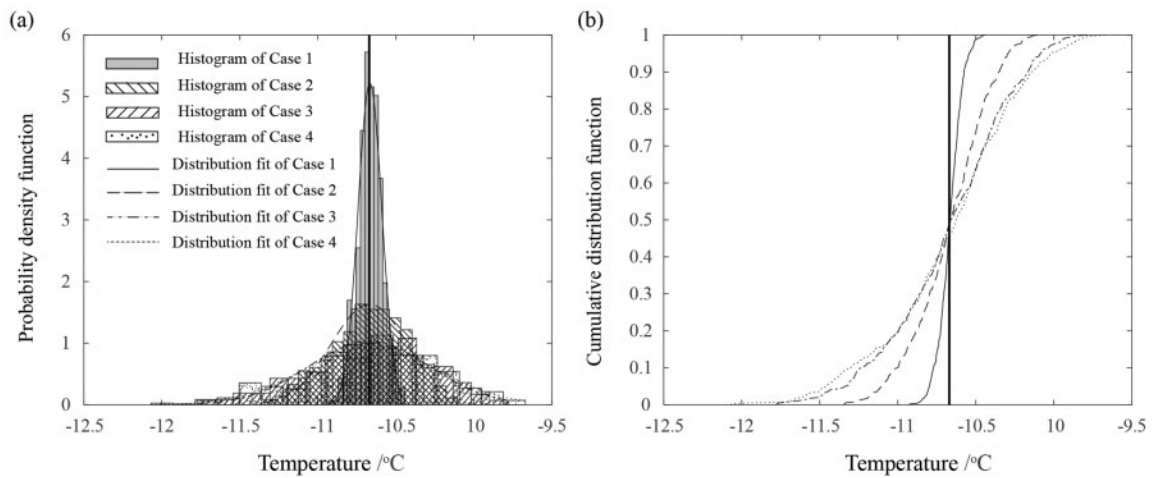 (a)
6
5
4
3
2
1
0
Probability density function
Histogram of Case 1
Histogram of Case 2
Histogram of Case 3
Histogram of Case 4
Distribution fit of Case 1
Distribution fit of Case 2
Distribution fit of Case 3
Distribution fit of Case 4
-12.5 -12 -11.5 -11 -10.5 10 -9.5
Temperature /°C
(b)
1
0.9
0.8
0.7
0.6
0.5
0.4
0.3
0.2
0.1
0
Cumulative distribution function
-12.5 -12 -11.5 -11 -10.5 10 -9.5
Temperature /°C